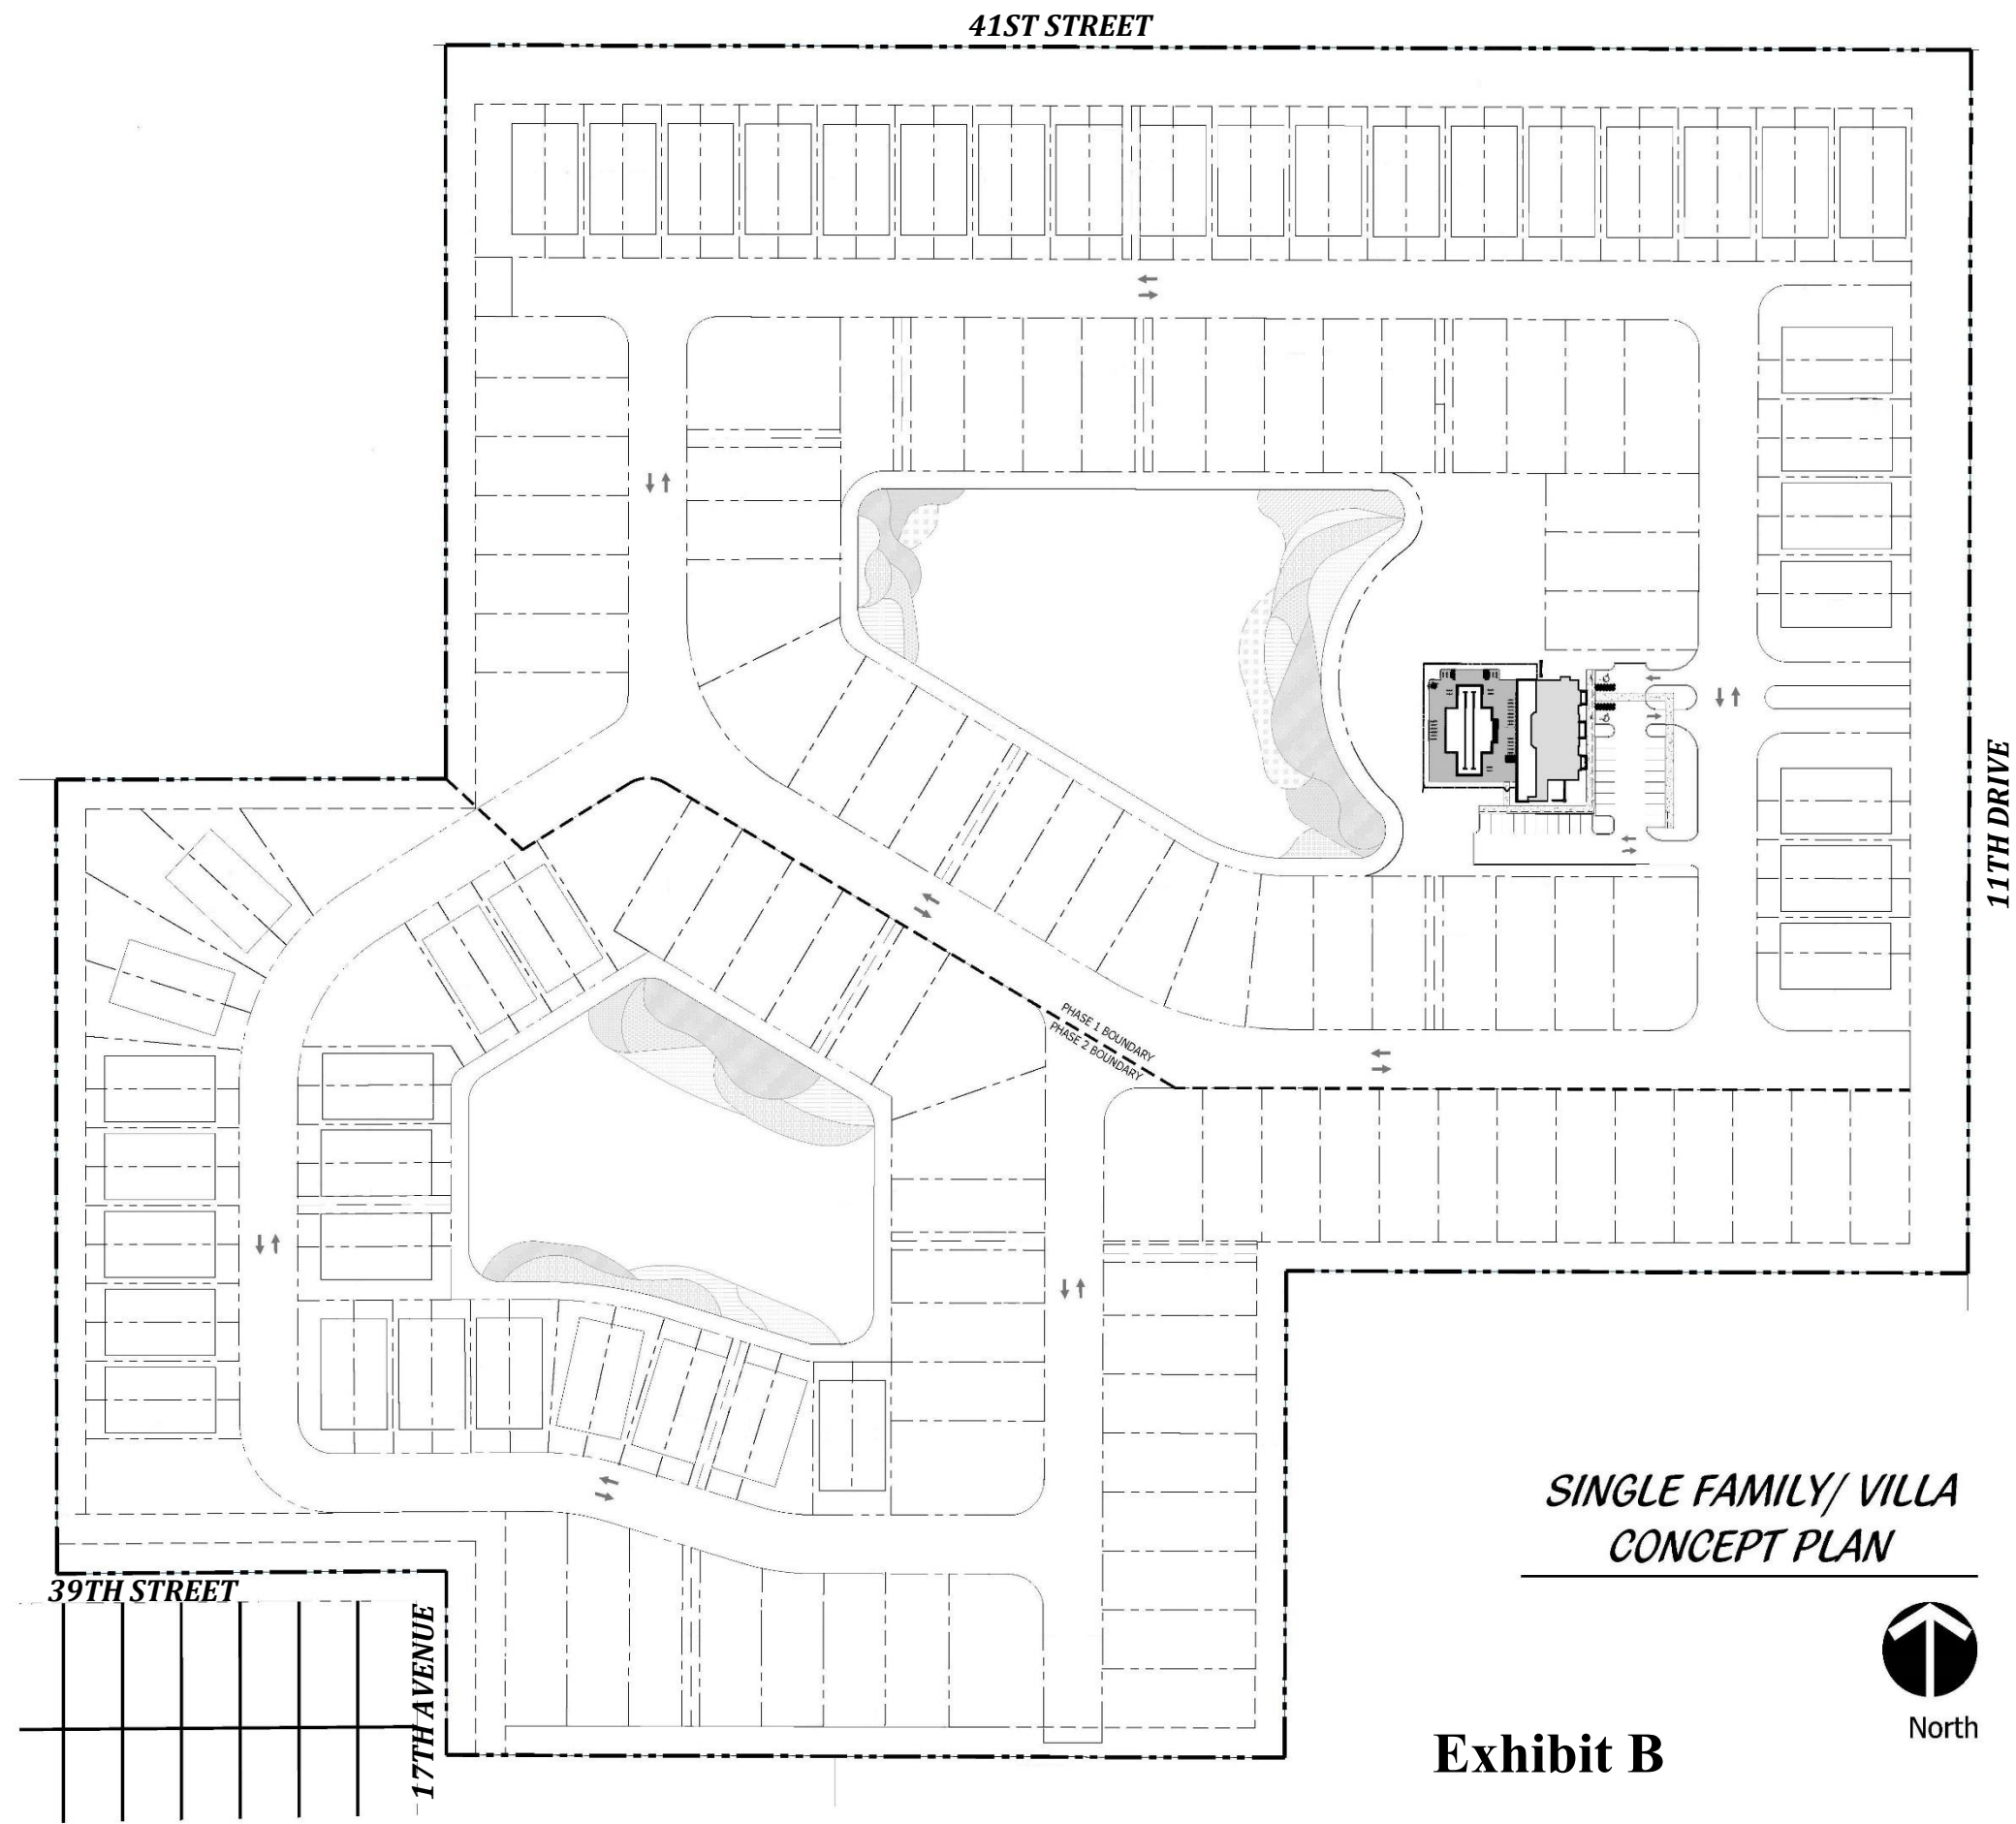 41ST STREET
11TH DRIVE
PHASE 1 BOUNDARY
PHASE 2 BOUNDARY
SINGLE FAMILY/ VILLA
CONCEPT PLAN
39TH STREET
17TH AVENUE
North
Exhibit B